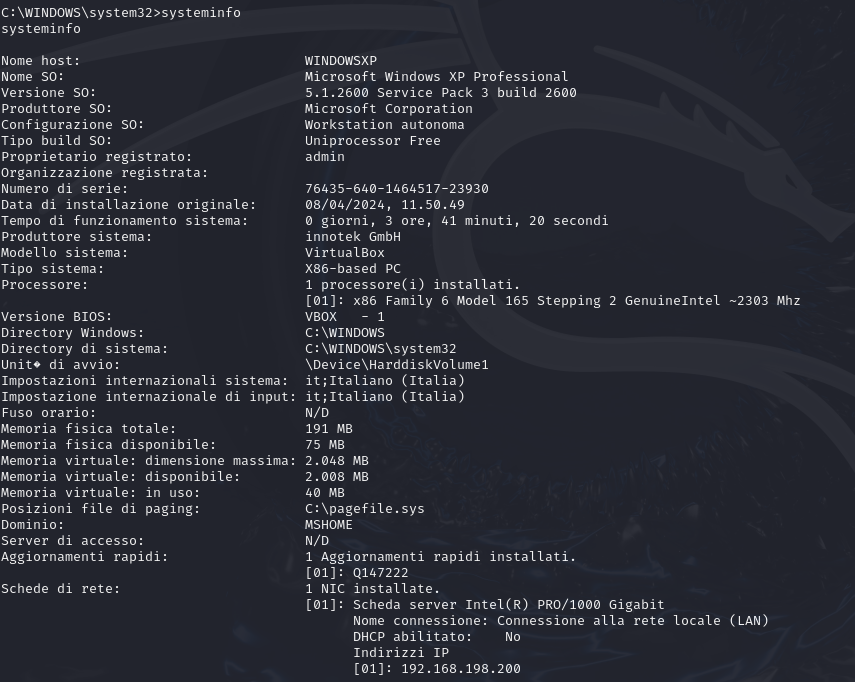 C:\WINDOWS\system32>systeminfo
systeminfo
Nome host: WINDOWSXP
Nome SO: Microsoft Windows XP Professional
Versione SO: 5.1.2600 Service Pack 3 build 2600
Produttore SO: Microsoft Corporation
Configurazione SO: Workstation autonoma
Tipo build SO: Uniprocessor Free
Proprietario registrato: admin
Organizzazione registrata:
Numero di serie: 76435-640-1464517-23930
Data di installazione originale: 08/04/2024, 11.50.49
Tempo di funzionamento sistema: 0 giorni, 3 ore, 41 minuti, 20 secondi
Produttore sistema: innotek GmbH
Modello sistema: VirtualBox
Tipo sistema: X86-based PC
Processore: 1 processore(i) installati.
[01]: x86 Family 6 Model 165 Stepping 2 GenuineIntel ~2303 Mhz
Versione BIOS: VBOX - 1
Directory Windows: C:\WINDOWS
Directory di sistema: C:\WINDOWS\system32
Unit� di avvio: \Device\HarddiskVolume1
Impostazioni internazionali sistema: it;Italiano (Italia)
Impostazione internazionale di input: it;Italiano (Italia)
Fuso orario: N/D
Memoria fisica totale: 191 MB
Memoria fisica disponibile: 75 MB
Memoria virtuale: dimensione massima: 2.048 MB
Memoria virtuale: disponibile: 2.008 MB
Memoria virtuale: in uso: 40 MB
Posizioni file di paging: C:\pagefile.sys
Dominio: MSHOME
Server di accesso: N/D
Aggiornamenti rapidi: 1 Aggiornamenti rapidi installati.
[01]: Q147222
Schede di rete: 1 NIC installate.
[01]: Scheda server Intel(R) PRO/1000 Gigabit
Nome connessione: Connessione alla rete locale (LAN)
DHCP abilitato: No
Indirizzi IP
[01]: 192.168.198.200